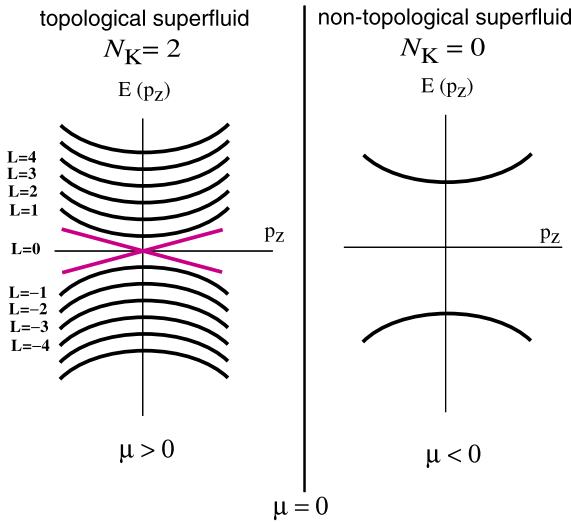 topological superfluid
N_K = 2
E (p_z)
L=4
L=3
L=2
L=1
L=0
p_z
L=−1
L=−2
L=−3
L=−4
μ > 0
non-topological superfluid
N_K = 0
E (p_z)
p_z
μ < 0
μ = 0